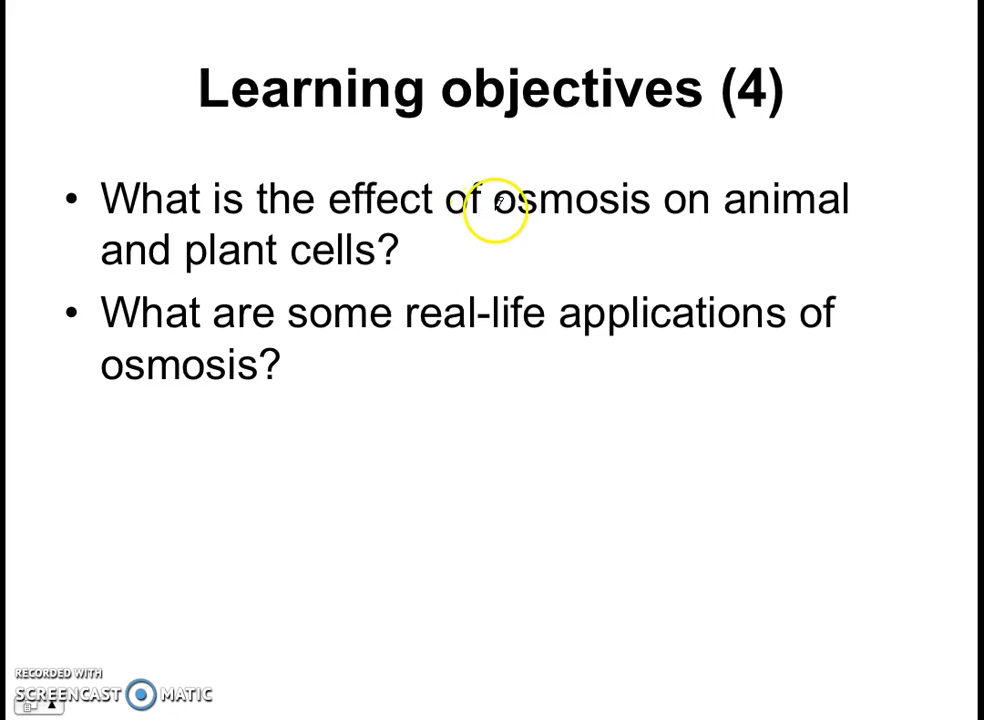 Learning objectives (4)
• What is the effect of osmosis on animal
and plant cells?
• What are some real-life applications of
osmosis?
RECORDED WITH
SCREENCAST MATIC